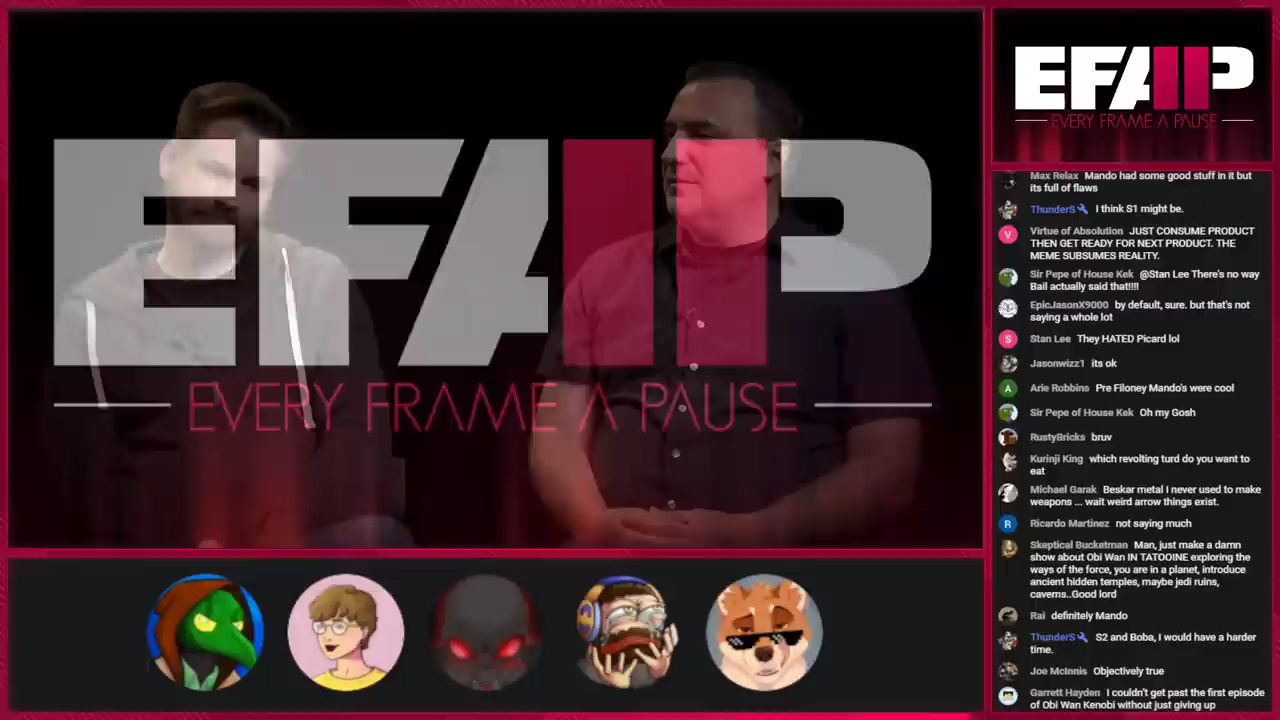 EFAP
EVERY FRAME A PAUSE
EFAP
EVERY FRAME A PAUSE
Max Relax Mando had some good stuff in it but
its full of flaws
ThunderS I think S1 might be.
V
Virtue of Absolution JUST CONSUME PRODUCT
THEN GET READY FOR NEXT PRODUCT. THE
MEME SUBSUMES REALITY.
Sir Pepe of House Kek @Stan Lee There's no way
Bail actually said that!!!!
EpicJasonX9000 by default, sure. but that's not
saying a whole lot
S
Stan Lee They HATED Picard lol
Jasonwizz1 its ok
A
Arie Robbins Pre Filoney Mando's were cool
Sir Pepe of House Kek Oh my Gosh
RustyBricks bruv
Kurinji King which revolting turd do you want to
eat
Michael Garak Beskar metal I never used to make
weapons ... wait weird arrow things exist.
R
Ricardo Martinez not saying much
Skeptical Bucketman Man, just make a damn
show about Obi Wan IN TATOOINE exploring the
ways of the force, you are in a planet, introduce
ancient hidden temples, maybe jedi ruins,
caverns..Good lord
Rai definitely Mando
ThunderS S2 and Boba, I would have a harder
time.
Joe McInnis Objectively true
Garrett Hayden I couldn't get past the first episode
of Obi Wan Kenobi without just giving up